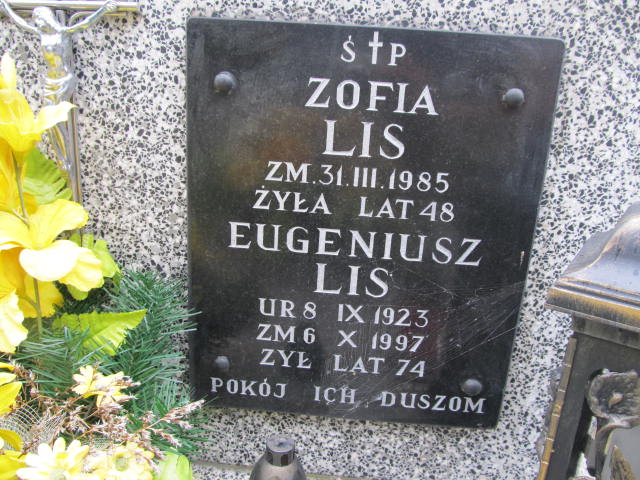 Ś † P
ZOFIA
LIS
ZM.31.III.1985
ŻYŁA LAT 48
EUGENIUSZ
LIS
UR 8 IX 1923
ZM 6 X 1997
ŻYŁ LAT 74
POKÓJ ICH DUSZOM